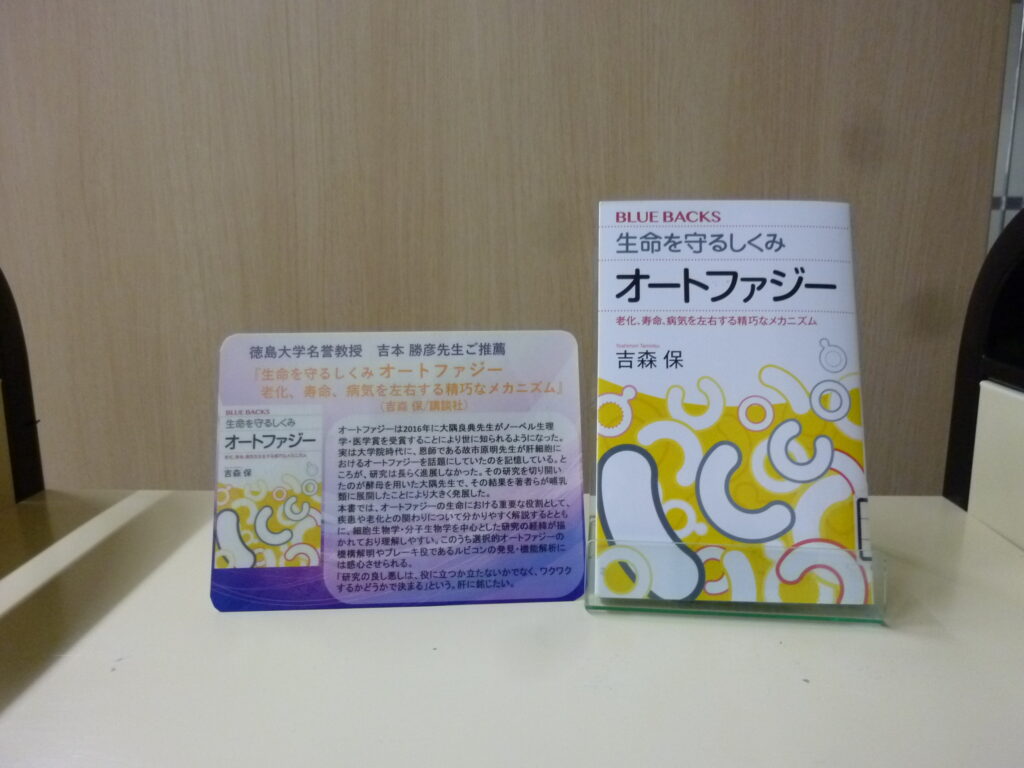 徳島大学名誉教授 吉本 勝彦先生ご推薦
『生命を守るしくみ オートファジー
老化、寿命、病気を左右する精巧なメカニズム』
(吉森 保/講談社)
BLUE BACKS
生命を守るしくみ
オートファジー
老化、寿命、病気を左右する精巧なメカニズム
吉森 保
オートファジーは2016年に大隅良典先生がノーベル生理
学・医学賞を受賞することにより世に知られるようになった。
実は大学院時代に、恩師である故市原明先生が肝細胞に
おけるオートファジーを話題にしていたのを記憶している。と
ころが、研究は長らく進展しなかった。その研究を切り開い
たのが酵母を用いた大隅先生で、その結果を著者らが哺乳
類に展開したことにより大きく発展した。
本書では、オートファジーの生命における重要な役割として、
疾患や老化との関わりについて分かりやすく解説するととも
に、細胞生物学・分子生物学を中心とした研究の経緯が描
かれており理解しやすい。このうち選択的オートファジーの
機構解明やブレーキ役であるルビコンの発見・機能解析に
は感心させられる。
「研究の良し悪しは、役に立つか立たないかでなく、ワクワク
するかどうかで決まる」という。肝に銘じたい。
BLUE BACKS
生命を守るしくみ
オートファジー
老化、寿命、病気を左右する精巧なメカニズム
Yoshimori Tamotsu
吉森 保